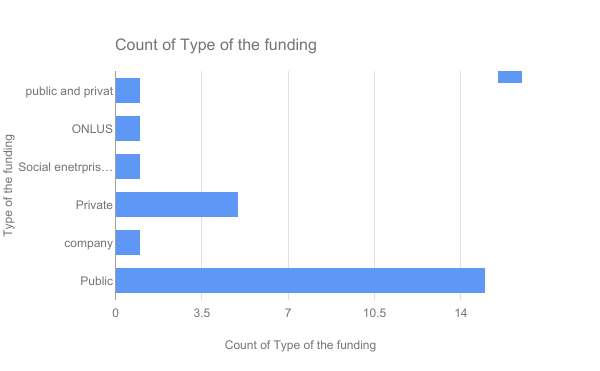 Count of Type of the funding
Type of the funding
public and privat
ONLUS
Social enetrpris…
Private
company
Public
0 3.5 7 10.5 14
Count of Type of the funding